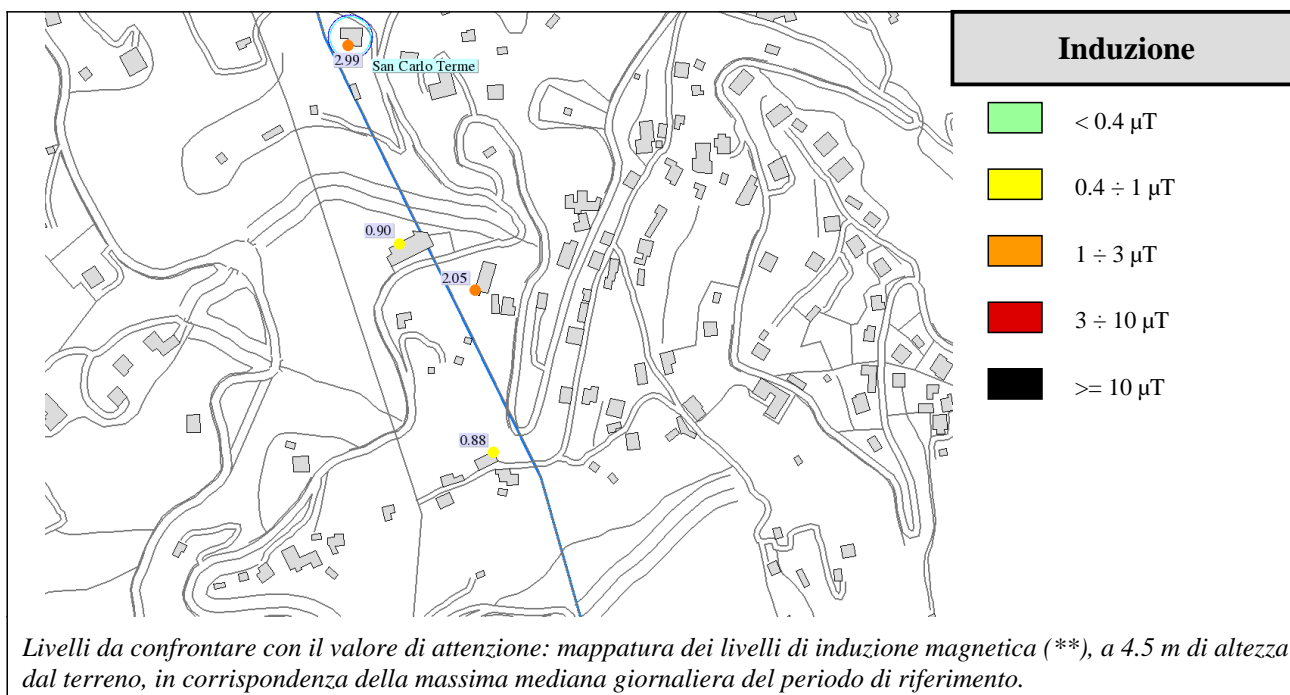 2.99
San Carlo Terme
0.90
2.05
0.88
Induzione
< 0.4 µT
0.4 ÷ 1 µT
1 ÷ 3 µT
3 ÷ 10 µT
>= 10 µT
Livelli da confrontare con il valore di attenzione: mappatura dei livelli di induzione magnetica (**), a 4.5 m di altezza
dal terreno, in corrispondenza della massima mediana giornaliera del periodo di riferimento.